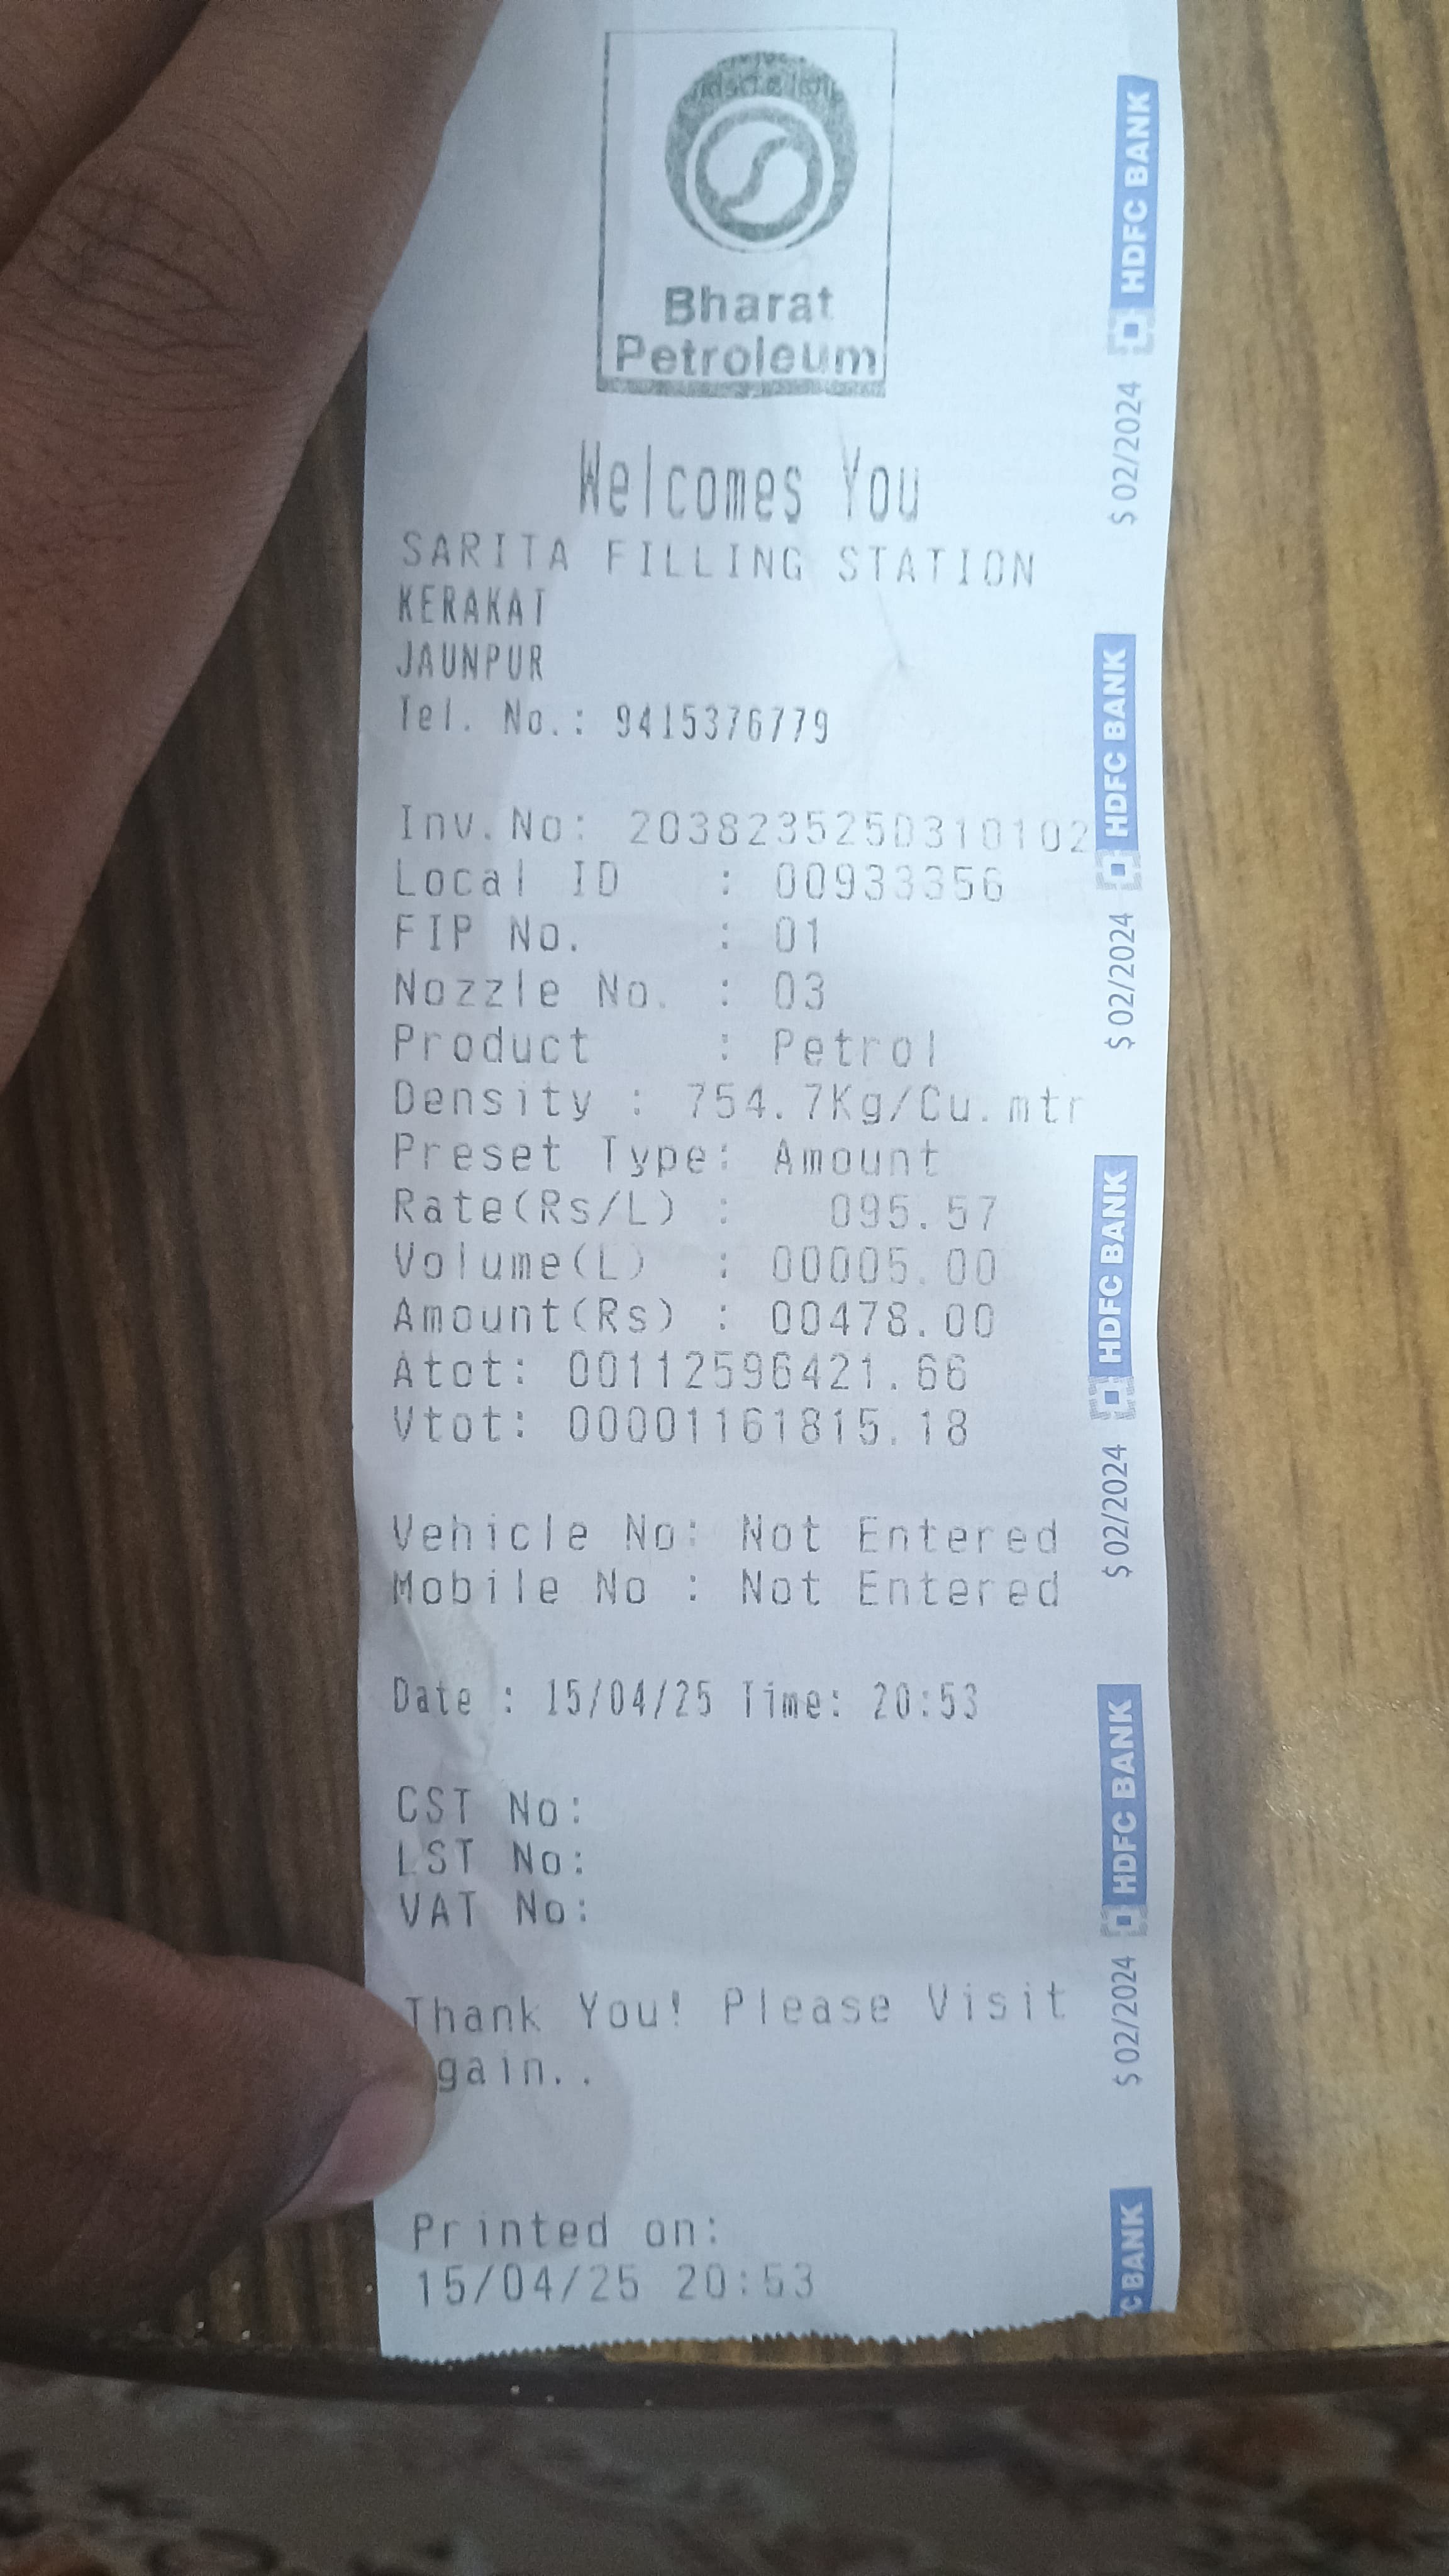 Bharat
Petroleum
Welcomes You
SARITA FILLING STATION
KERAKAT
JAUNPUR
Tel. No.: 9415376779
Inv.No: 203823525D310102
Local ID : 00933356
FIP No. : 01
Nozzle No. : 03
Product : Petrol
Density : 754.7Kg/Cu.mtr
Preset Type: Amount
Rate(Rs/L) : 095.57
Volume(L) : 00005.00
Amount(Rs) : 00478.00
Atot: 00112596421.66
Vtot: 00001161815.18
Vehicle No: Not Entered
Mobile No : Not Entered
Date : 15/04/25 Time: 20:53
CST No:
LST No:
VAT No:
Thank You! Please Visit
gain..
Printed on:
15/04/25 20:53
HDFC BANK
$ 02/2024
HDFC BANK
$ 02/2024
HDFC BANK
$ 02/2024
HDFC BANK
$ 02/2024
C BANK